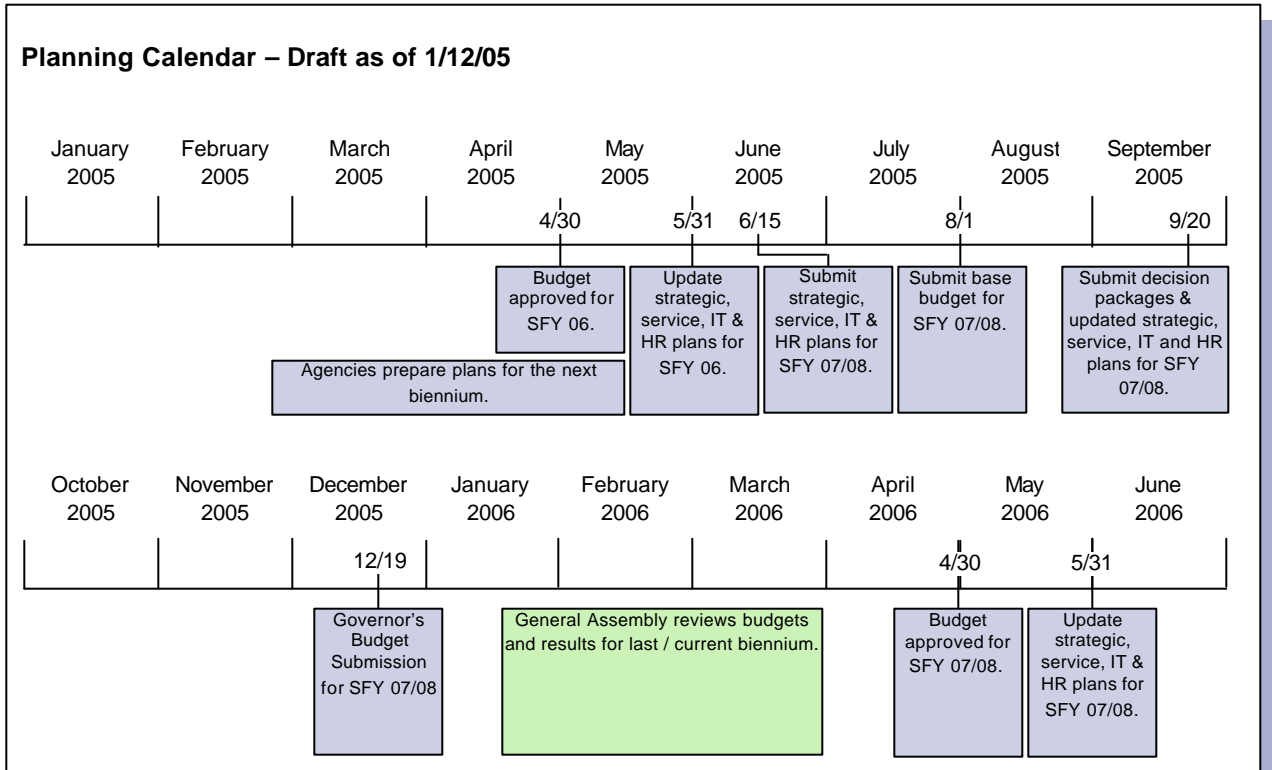 Planning Calendar – Draft as of 1/12/05
January February March April May June July August September
2005 2005 2005 2005 2005 2005 2005 2005 2005
4/30 5/31 6/15 8/1 9/20
Budget
approved for
SFY 06.
Agencies prepare plans for the next
biennium.
Update
strategic,
service, IT &
HR plans for
SFY 06.
Submit
strategic,
service, IT &
HR plans for
SFY 07/08.
Submit base
budget for
SFY 07/08.
Submit decision
packages &
updated strategic,
service, IT and HR
plans for SFY
07/08.
October November December January February March April May June
2005 2005 2005 2006 2006 2006 2006 2006 2006
12/19 4/30 5/31
Governor's
Budget
Submission
for SFY 07/08
General Assembly reviews budgets
and results for last / current biennium.
Budget
approved for
SFY 07/08.
Update
strategic,
service, IT &
HR plans for
SFY 07/08.